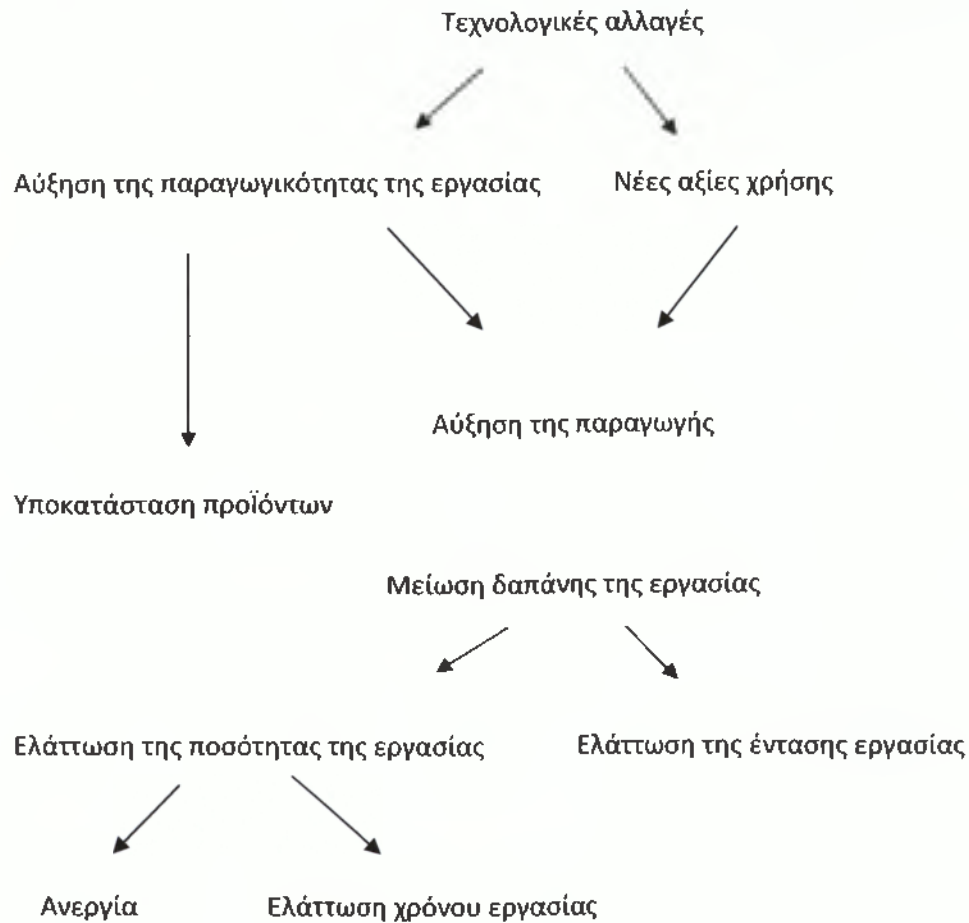 Τεχνολογικές αλλαγές
Αύξηση της παραγωγικότητας της εργασίας
Νέες αξίες χρήσης
Αύξηση της παραγωγής
Υποκατάσταση προϊόντων
Μείωση δαπάνης της εργασίας
Ελάττωση της ποσότητας της εργασίας
Ελάττωση της έντασης εργασίας
Ανεργία
Ελάττωση χρόνου εργασίας